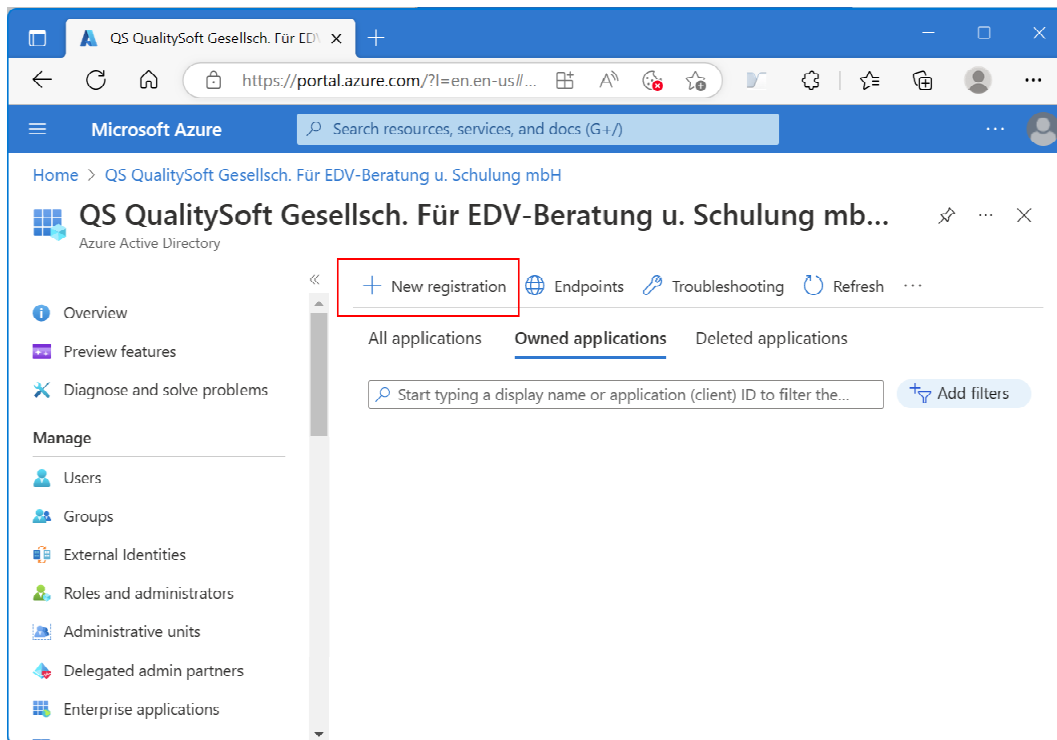 QS QualitySoft Gesellsch. Für EDV
https://portal.azure.com/?l=en.en-us//...
Microsoft Azure
Search resources, services, and docs (G+/)
Home > QS QualitySoft Gesellsch. Für EDV-Beratung u. Schulung mbH
QS QualitySoft Gesellsch. Für EDV-Beratung u. Schulung mb...
Azure Active Directory
New registration Endpoints Troubleshooting Refresh ...
All applications Owned applications Deleted applications
Start typing a display name or application (client) ID to filter the...
Add filters
Overview
Preview features
Diagnose and solve problems
Manage
Users
Groups
External Identities
Roles and administrators
Administrative units
Delegated admin partners
Enterprise applications